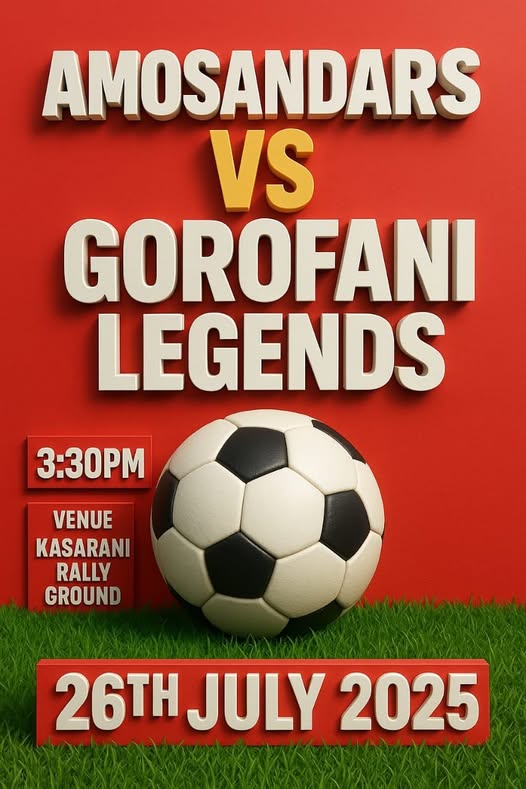 AMOSANDARS
VS
GOROFANI
LEGENDS
3:30PM
VENUE
KASARANI
RALLY
GROUND
26TH JULY 2025